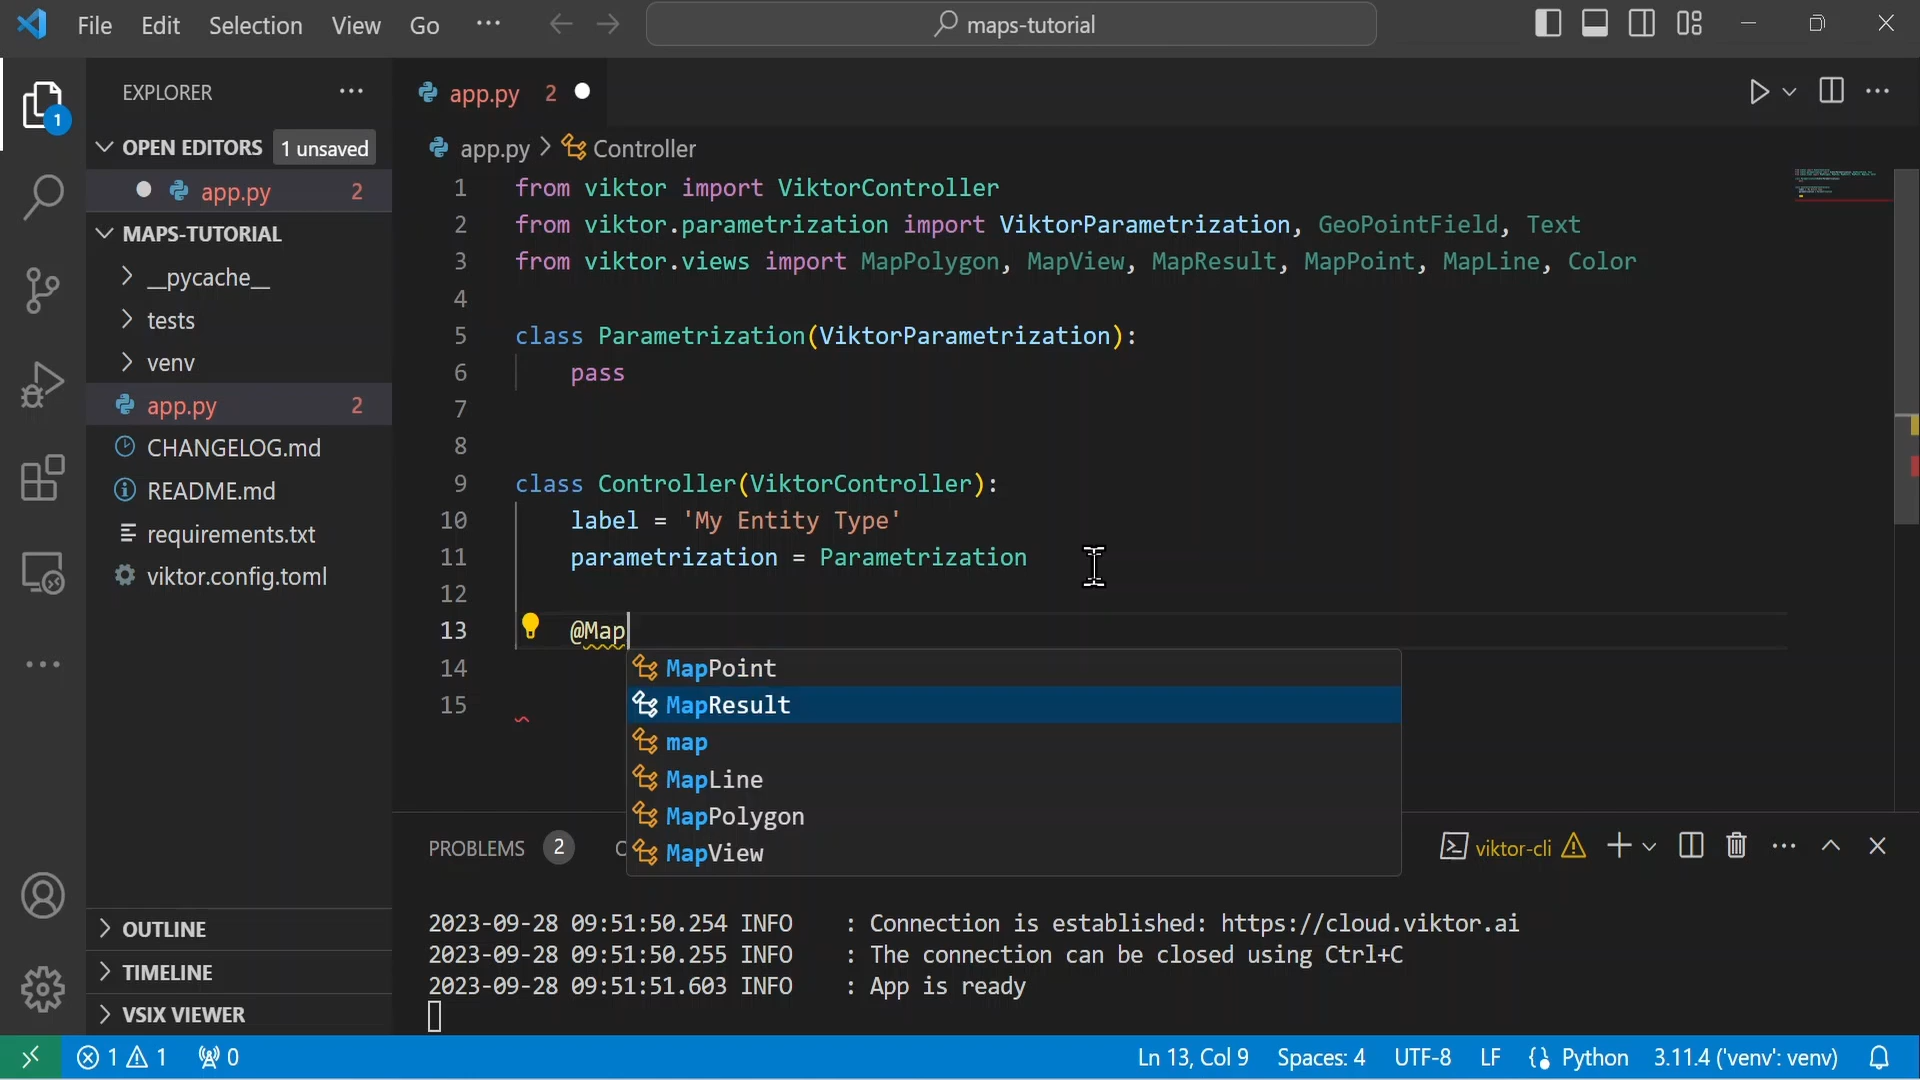 File Edit Selection View Go ··· maps-tutorial
EXPLORER ···
OPEN EDITORS 1 unsaved
app.py 2
MAPS-TUTORIAL
__pycache__
tests
venv
app.py 2
CHANGELOG.md
README.md
requirements.txt
viktor.config.toml
OUTLINE
TIMELINE
VSIX VIEWER
1
app.py 2
app.py > Controller
1 from viktor import ViktorController
2 from viktor.parametrization import ViktorParametrization, GeoPointField, Text
3 from viktor.views import MapPolygon, MapView, MapResult, MapPoint, MapLine, Color
4
5 class Parametrization(ViktorParametrization):
6 pass
7
8
9 class Controller(ViktorController):
10 label = 'My Entity Type'
11 parametrization = Parametrization
12
13 @Map
14
15
MapPoint
MapResult
map
MapLine
MapPolygon
MapView
PROBLEMS 2 viktor-cli
2023-09-28 09:51:50.254 INFO : Connection is established: https://cloud.viktor.ai
2023-09-28 09:51:50.255 INFO : The connection can be closed using Ctrl+C
2023-09-28 09:51:51.603 INFO : App is ready
1 1 0 Ln 13, Col 9 Spaces: 4 UTF-8 LF Python 3.11.4 ('venv': venv)